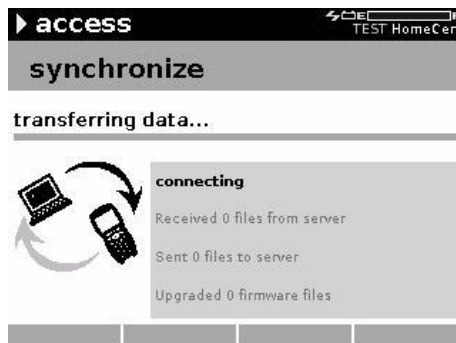 access
E F
TEST HomeCen
synchronize
transferring data...
connecting
Received 0 files from server
Sent 0 files to server
Upgraded 0 firmware files